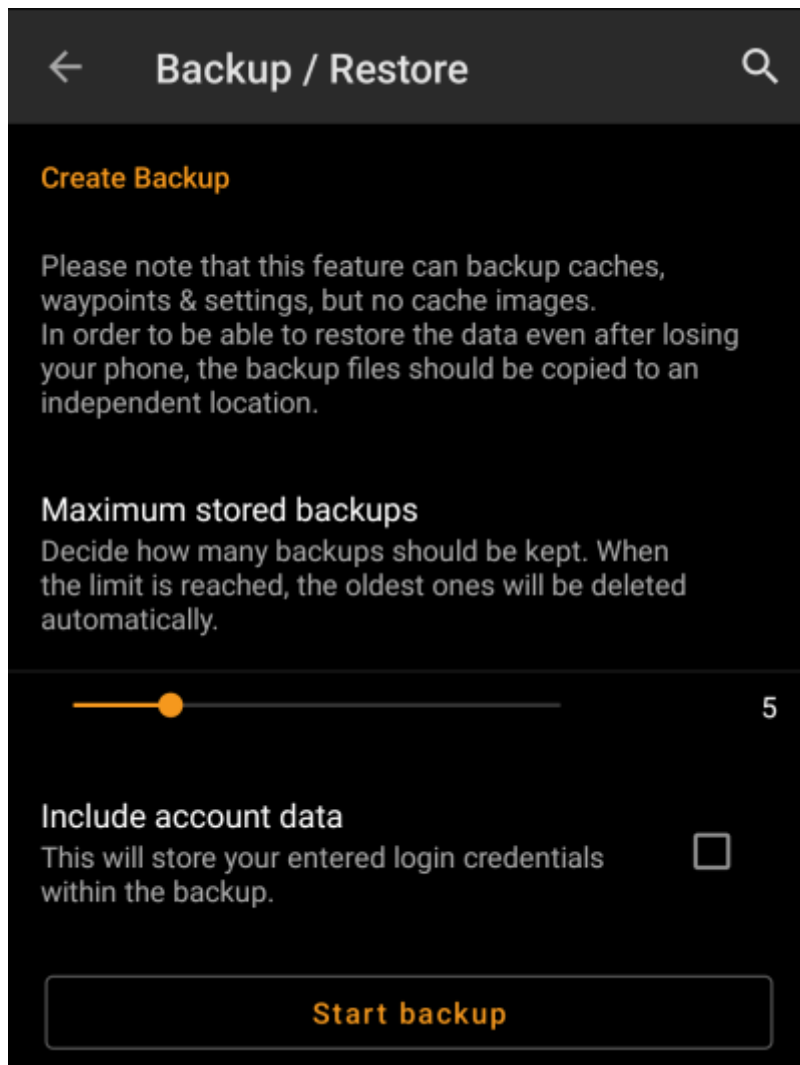 Backup / Restore
Create Backup
Please note that this feature can backup caches,
waypoints & settings, but no cache images.
In order to be able to restore the data even after losing
your phone, the backup files should be copied to an
independent location.
Maximum stored backups
Decide how many backups should be kept. When
the limit is reached, the oldest ones will be deleted
automatically.
5
Include account data
This will store your entered login credentials
within the backup.
Start backup